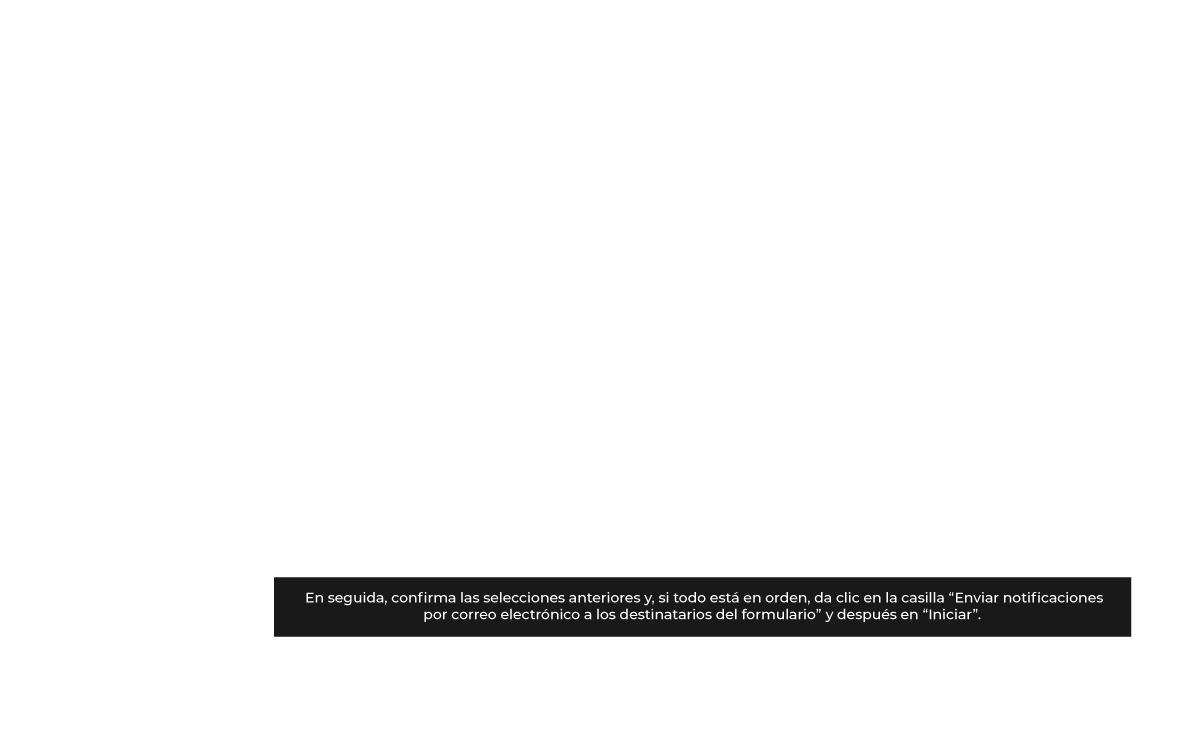 En seguida, confirma las selecciones anteriores y, si todo está en orden, da clic en la casilla “Enviar notificaciones
por correo electrónico a los destinatarios del formulario” y después en “Iniciar”.